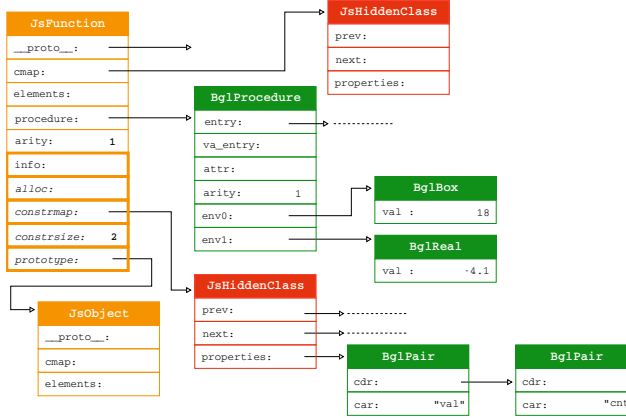 JsFunction
__proto__:
cmap:
elements:
procedure:
arity: 1
info:
alloc:
constrmap:
constrsize: 2
prototype:
JsHiddenClass
prev:
next:
properties:
BglProcedure
entry:
va_entry:
attr:
arity: 1
env0:
env1:
BglBox
val : 18
BglReal
val : -4.1
JsHiddenClass
prev:
next:
properties:
JsObject
__proto__:
cmap:
elements:
BglPair
cdr:
car: "val"
BglPair
cdr:
car: "cnt